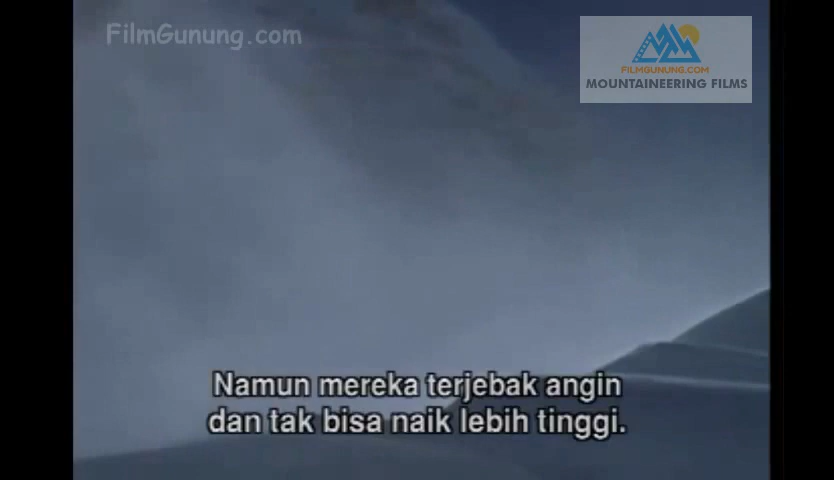 FilmGunung.com
FILMGUNUNG.COM
MOUNTAINEERING FILMS
Namun mereka terjebak angin
dan tak bisa naik lebih tinggi.